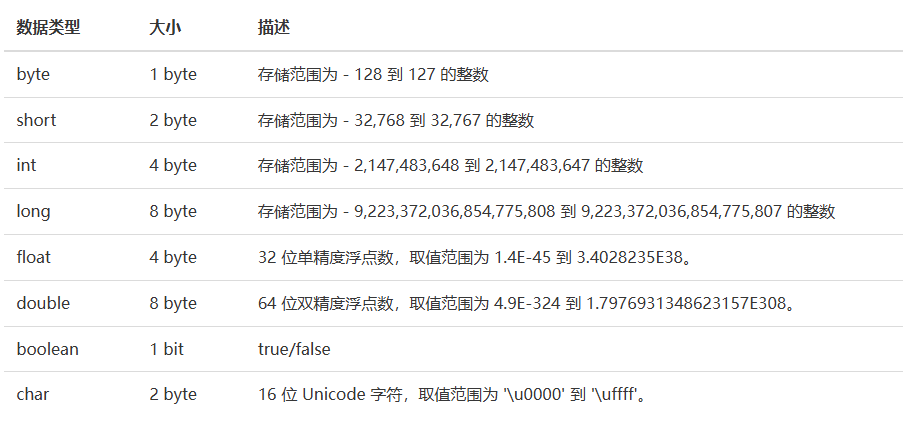 数据类型 大小 描述
byte 1 byte 存储范围为 - 128 到 127 的整数
short 2 byte 存储范围为 - 32,768 到 32,767 的整数
int 4 byte 存储范围为 - 2,147,483,648 到 2,147,483,647 的整数
long 8 byte 存储范围为 - 9,223,372,036,854,775,808 到 9,223,372,036,854,775,807 的整数
float 4 byte 32 位单精度浮点数，取值范围为 1.4E-45 到 3.4028235E38。
double 8 byte 64 位双精度浮点数，取值范围为 4.9E-324 到 1.7976931348623157E308。
boolean 1 bit true/false
char 2 byte 16 位 Unicode 字符，取值范围为 '\u0000' 到 '\uffff'。